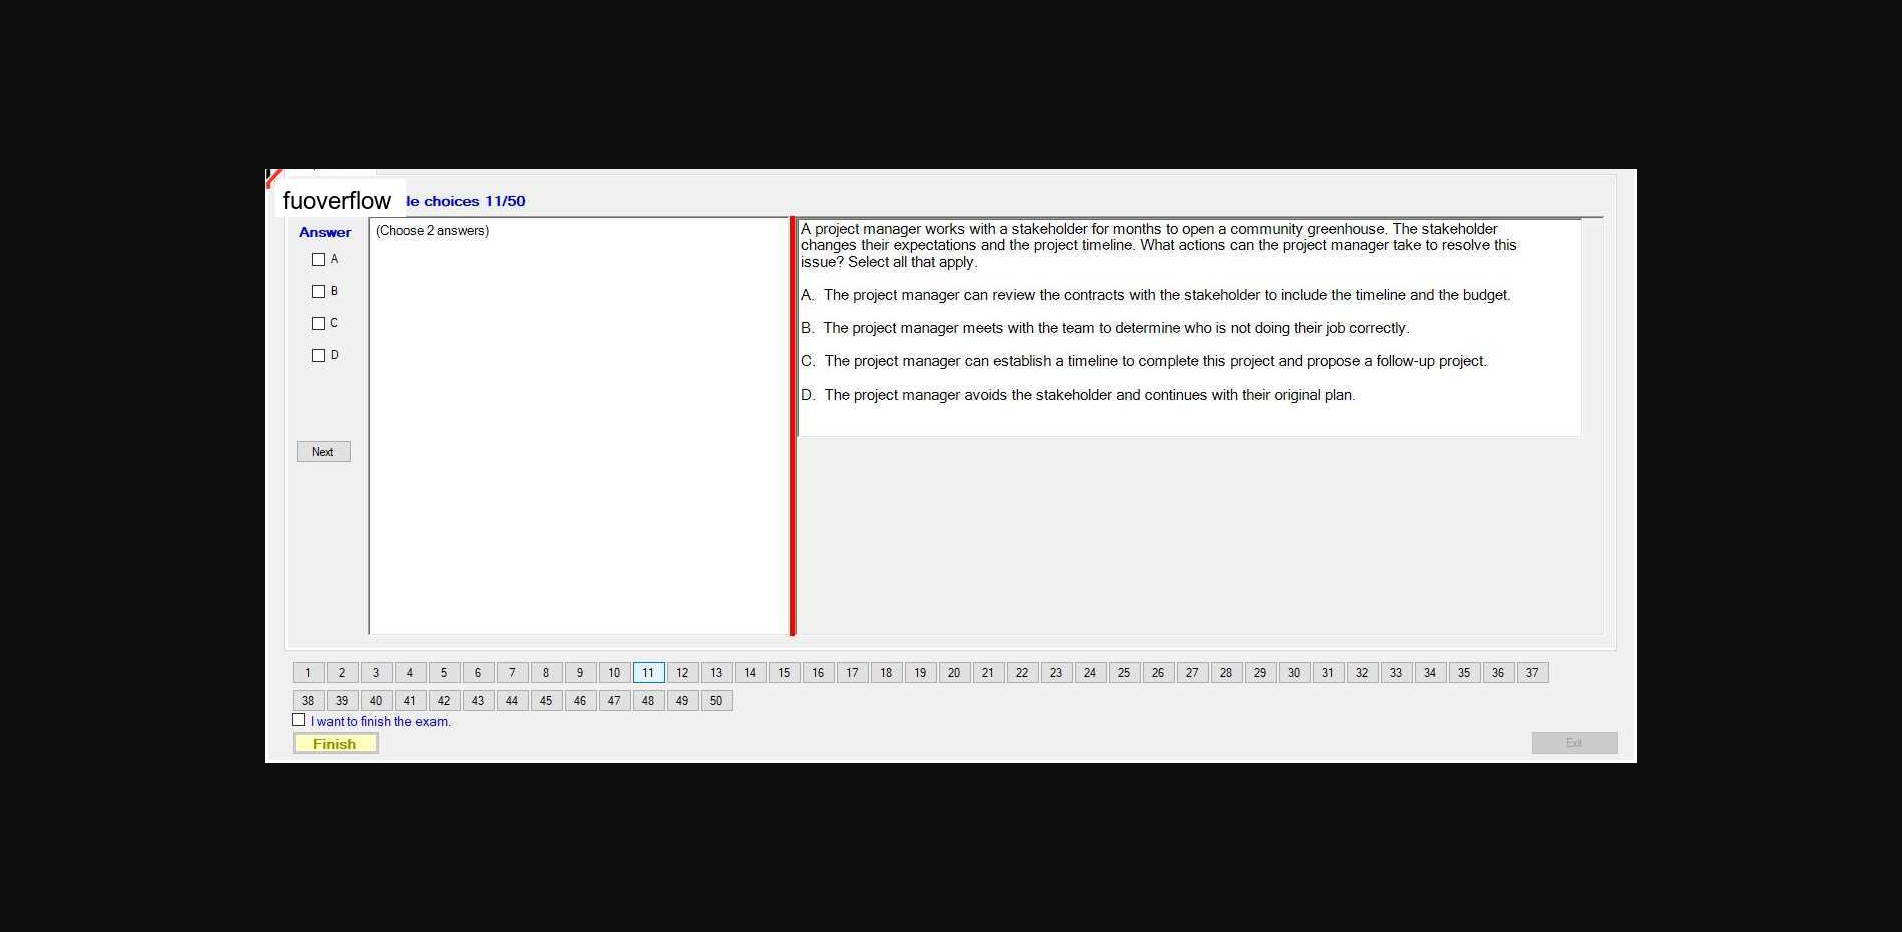 fuoverflow
le choices 11/50
Answer
(Choose 2 answers)
A
B
C
D
Next
A project manager works with a stakeholder for months to open a community greenhouse. The stakeholder
changes their expectations and the project timeline. What actions can the project manager take to resolve this
issue? Select all that apply.
A. The project manager can review the contracts with the stakeholder to include the timeline and the budget.
B. The project manager meets with the team to determine who is not doing their job correctly.
C. The project manager can establish a timeline to complete this project and propose a follow-up project.
D. The project manager avoids the stakeholder and continues with their original plan.
1 2 3 4 5 6 7 8 9 10 11 12 13 14 15 16 17 18 19 20 21 22 23 24 25 26 27 28 29 30 31 32 33 34 35 36 37
38 39 40 41 42 43 44 45 46 47 48 49 50
I want to finish the exam.
Finish
Exit